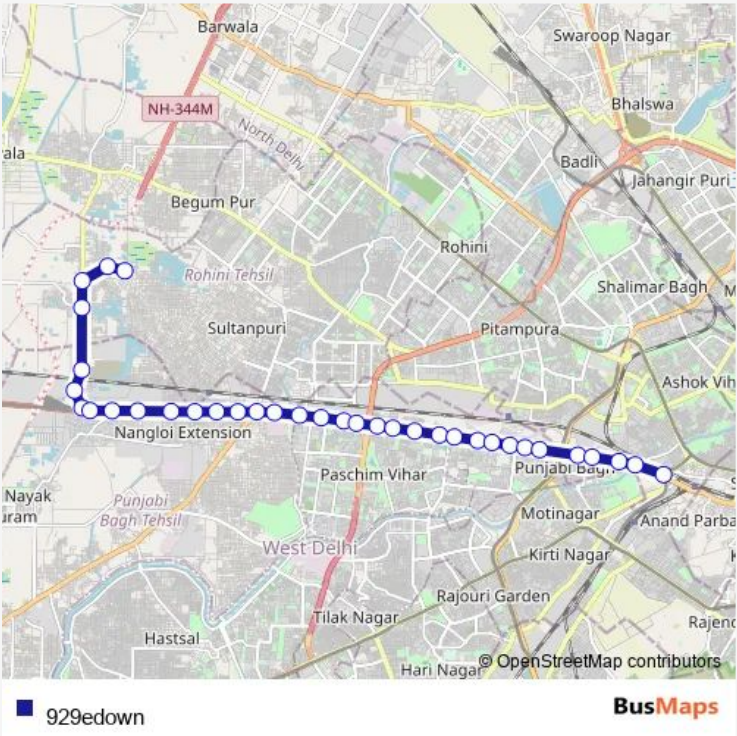 Barwala
Swaroop Nagar
NH-344M
Bhalswa
North Delhi
ala
Badli
Jahangir Puri
Begum Pur
Rohini
Rohini Tehsil
Shalimar Bagh
M
Sultanpuri
Pitampura
Ashok Vih
Nangloi Extension
Paschim Vihar
Punjabi Bagh
Nayak
uram
Punjabi
Bagh Tehsil
Motinagar
Anand Parba
West Delhi
Kirti Nagar
Rajouri Garden
Tilak Nagar
Rajend
Hastsal
Hari Nagar
© OpenStreetMap contributors
929edown
BusMaps